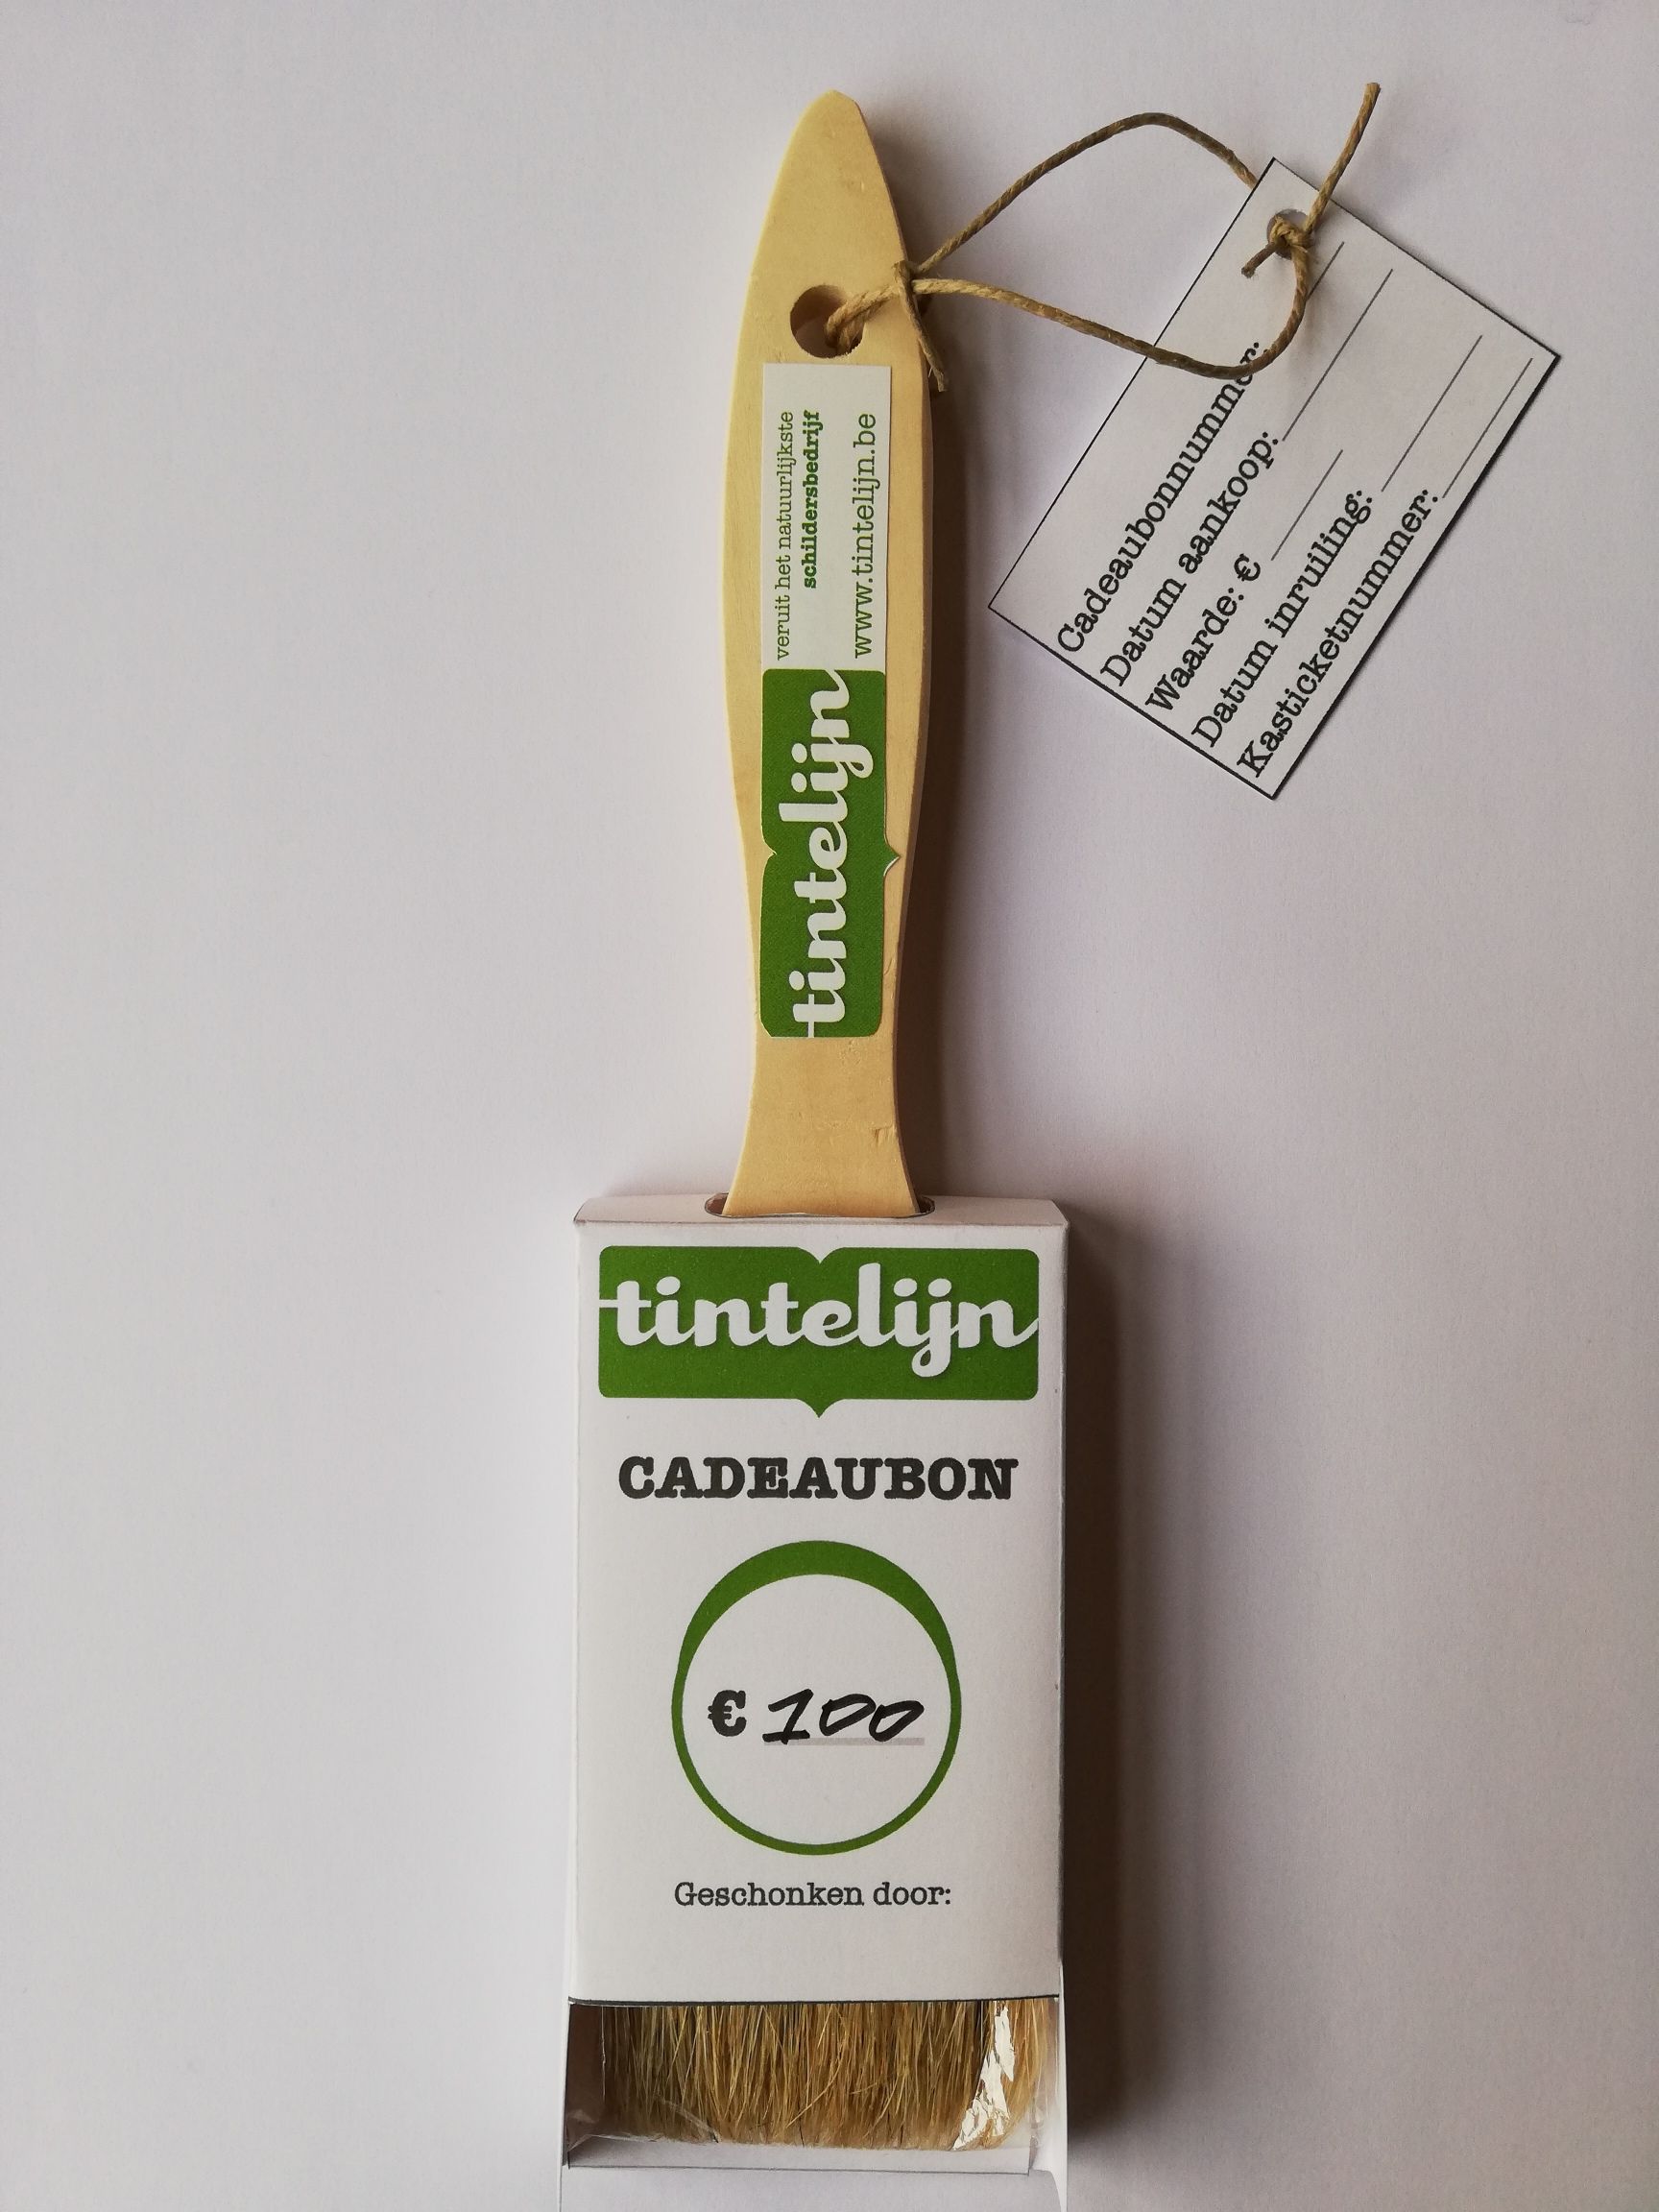 veruit het natuurlijkste
schildersbedrijf
www.tintelijn.be
tintelijn
Cadeaubonnummer:
Datum aankoop:
Waarde: €
Datum inruiling:
Kasticketnummer:
tintelijn
CADEAUBON
€ 100
Geschonken door: